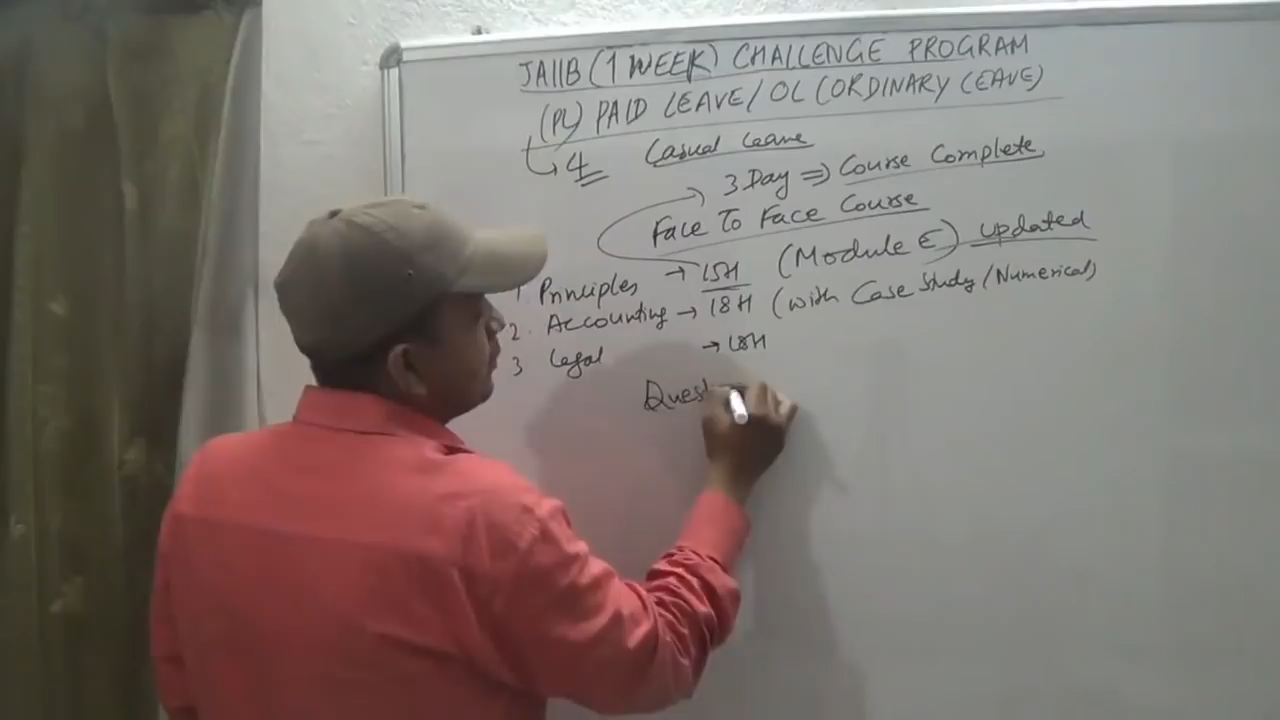 JAIIB (1 WEEK) CHALLENGE PROGRAM
(PL) PAID LEAVE/OL (ORDINARY LEAVE)
4 Casual Leave
3 Day ⇒ Course Complete
Face To Face Course
1. Principles → 15H (Module E) updated
2. Accounting → 18H (with Case Study/Numerical)
3 Legal → 18H
Quest